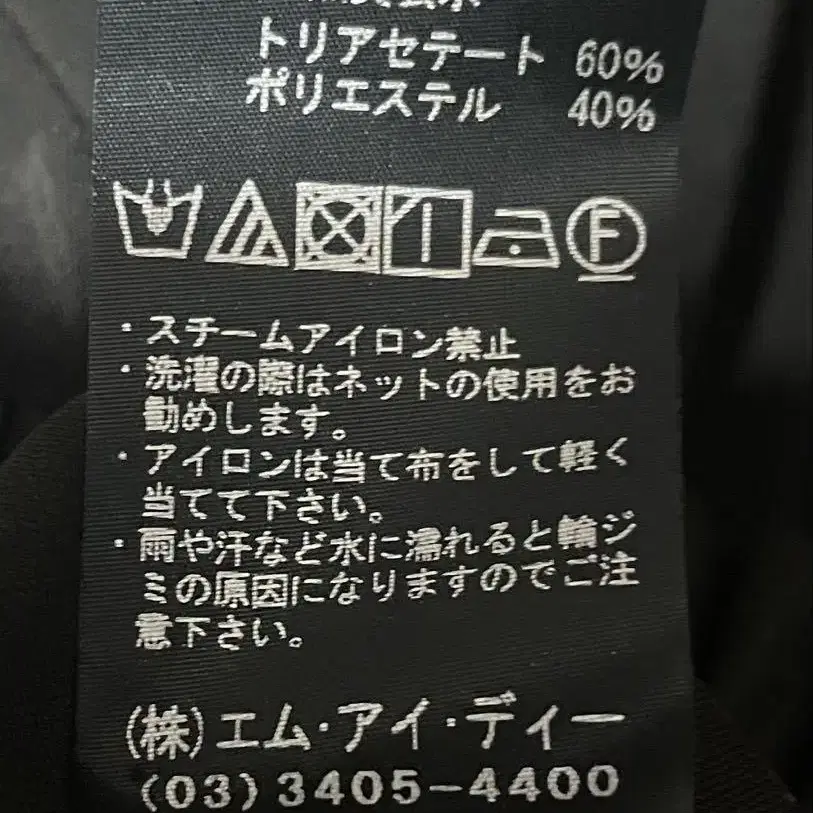 トリアセテート 60%
ポリエステル 40%
F
・スチームアイロン禁止
・洗濯の際はネットの使用をお
勧めします。
・アイロンは当て布をして軽く
当てて下さい。
・雨や汗など水に濡れると輪ジ
ミの原因になりますのでご注
意下さい。
(株)エム・アイ・ディー
(03)3405-4400